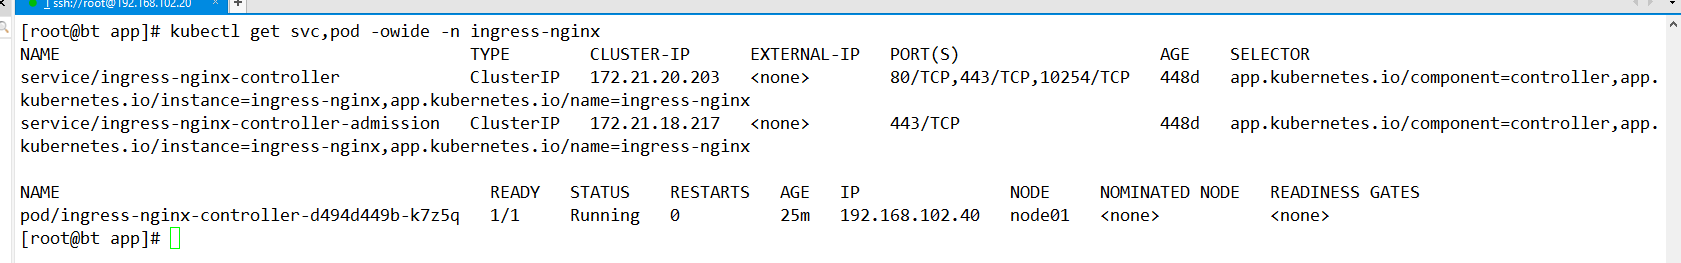 1 ssh://root@192.168.102.20 × +
[root@bt app]# kubectl get svc,pod -owide -n ingress-nginx
NAME TYPE CLUSTER-IP EXTERNAL-IP PORT(S) AGE SELECTOR
service/ingress-nginx-controller ClusterIP 172.21.20.203 <none> 80/TCP,443/TCP,10254/TCP 448d app.kubernetes.io/component=controller,app.
kubernetes.io/instance=ingress-nginx,app.kubernetes.io/name=ingress-nginx
service/ingress-nginx-controller-admission ClusterIP 172.21.18.217 <none> 443/TCP 448d app.kubernetes.io/component=controller,app.
kubernetes.io/instance=ingress-nginx,app.kubernetes.io/name=ingress-nginx
NAME READY STATUS RESTARTS AGE IP NODE NOMINATED NODE READINESS GATES
pod/ingress-nginx-controller-d494d449b-k7z5q 1/1 Running 0 25m 192.168.102.40 node01 <none> <none>
[root@bt app]#